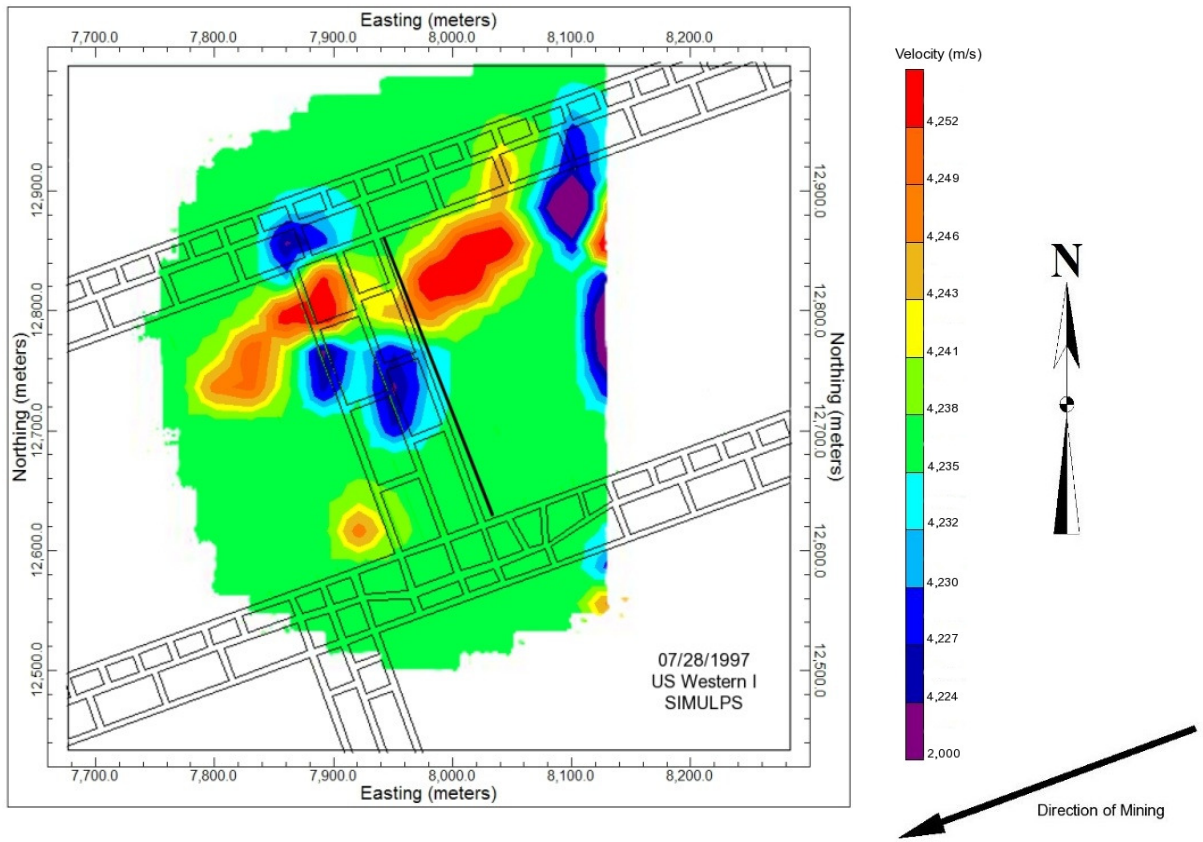 Easting (meters)
7,700.0 7,800.0 7,900.0 8,000.0 8,100.0 8,200.0
Northing (meters)
12,900.0
12,800.0
12,700.0
12,600.0
12,500.0
12,900.0
12,800.0
12,700.0
12,600.0
12,500.0
Northing (meters)
07/28/1997
US Western I
SIMULPS
7,700.0 7,800.0 7,900.0 8,000.0 8,100.0 8,200.0
Easting (meters)
Velocity (m/s)
4,252
4,249
4,246
4,243
4,241
4,238
4,235
4,232
4,230
4,227
4,224
2,000
N
Direction of Mining